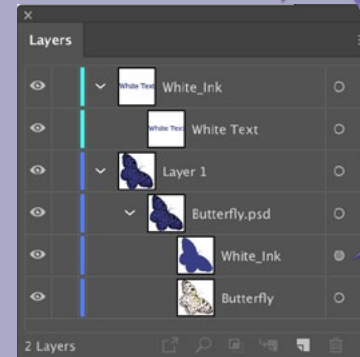 Layers
White Text White_Ink
White Text White Text
Layer 1
Butterfly.psd
White_Ink
Butterfly
2 Layers